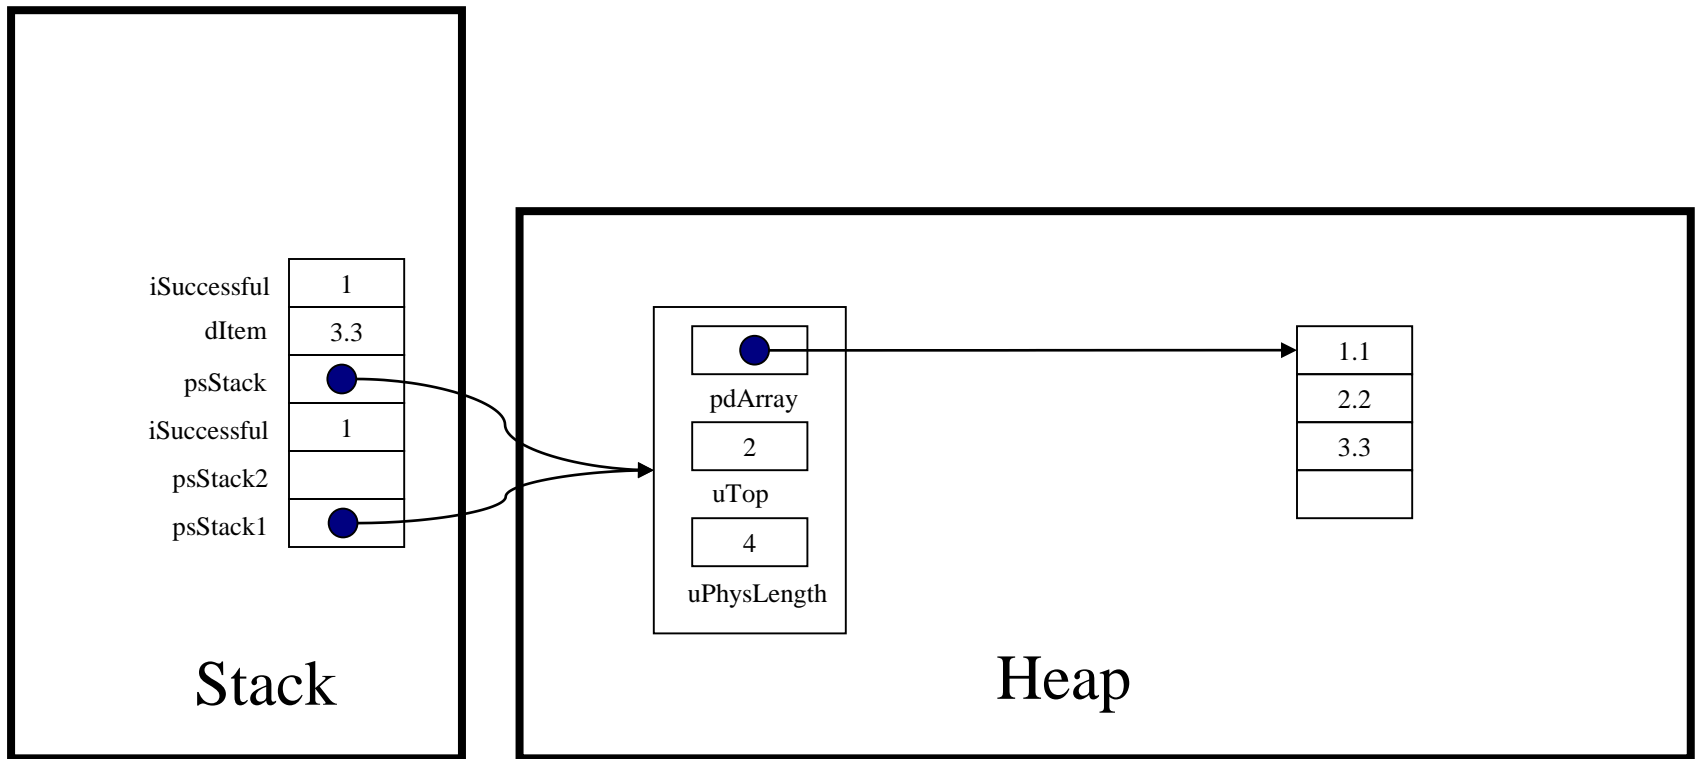 iSuccessful 1
dItem 3.3
psStack
iSuccessful 1
psStack2
psStack1
Stack
pdArray
2
uTop
4
uPhysLength
1.1
2.2
3.3
Heap